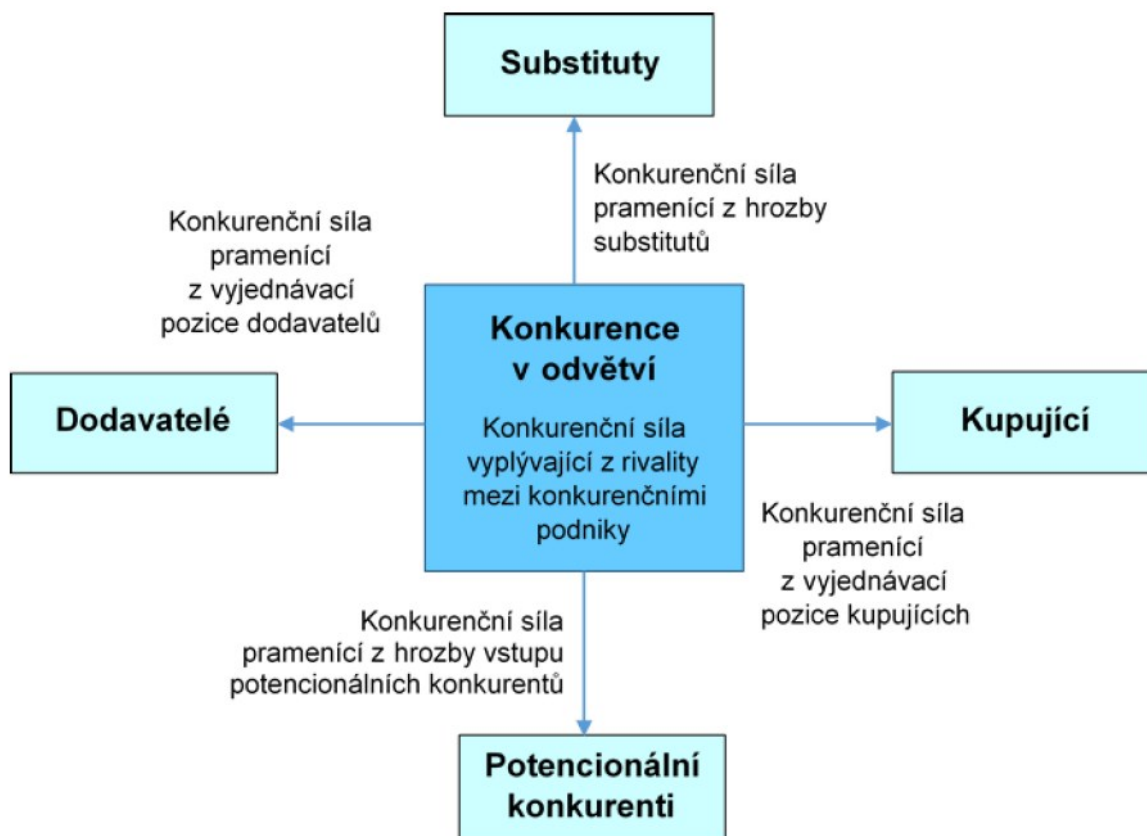 Substituty
Konkurenční síla
pramenící z hrozby
substitutů
Konkurenční síla
pramenící
z vyjednávací
pozice dodavatelů
Konkurence
v odvětví
Konkurenční síla
vyplývající z rivality
mezi konkurenčními
podniky
Dodavatelé
Kupující
Konkurenční síla
pramenící
z vyjednávací
pozice kupujících
Konkurenční síla
pramenící z hrozby vstupu
potencionálních konkurentů
Potencionální
konkurenti